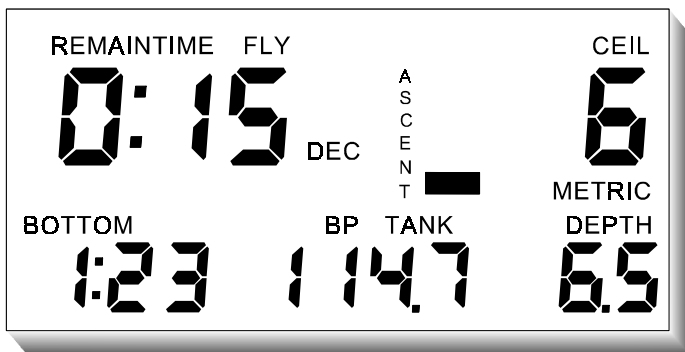 REMAINTIME FLY CEIL
0:15 DEC 6
ASCENT
METRIC
BOTTOM BP TANK DEPTH
1:23 114.7 6.5